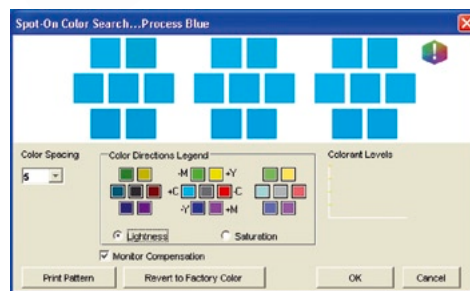 Spot-On Color Search...Process Blue
Color Spacing
5
Color Directions Legend
-M +Y
+C -C
-Y +M
Lightness
Saturation
Colorant Levels
Monitor Compensation
Print Pattern
Revert to Factory Color
OK
Cancel